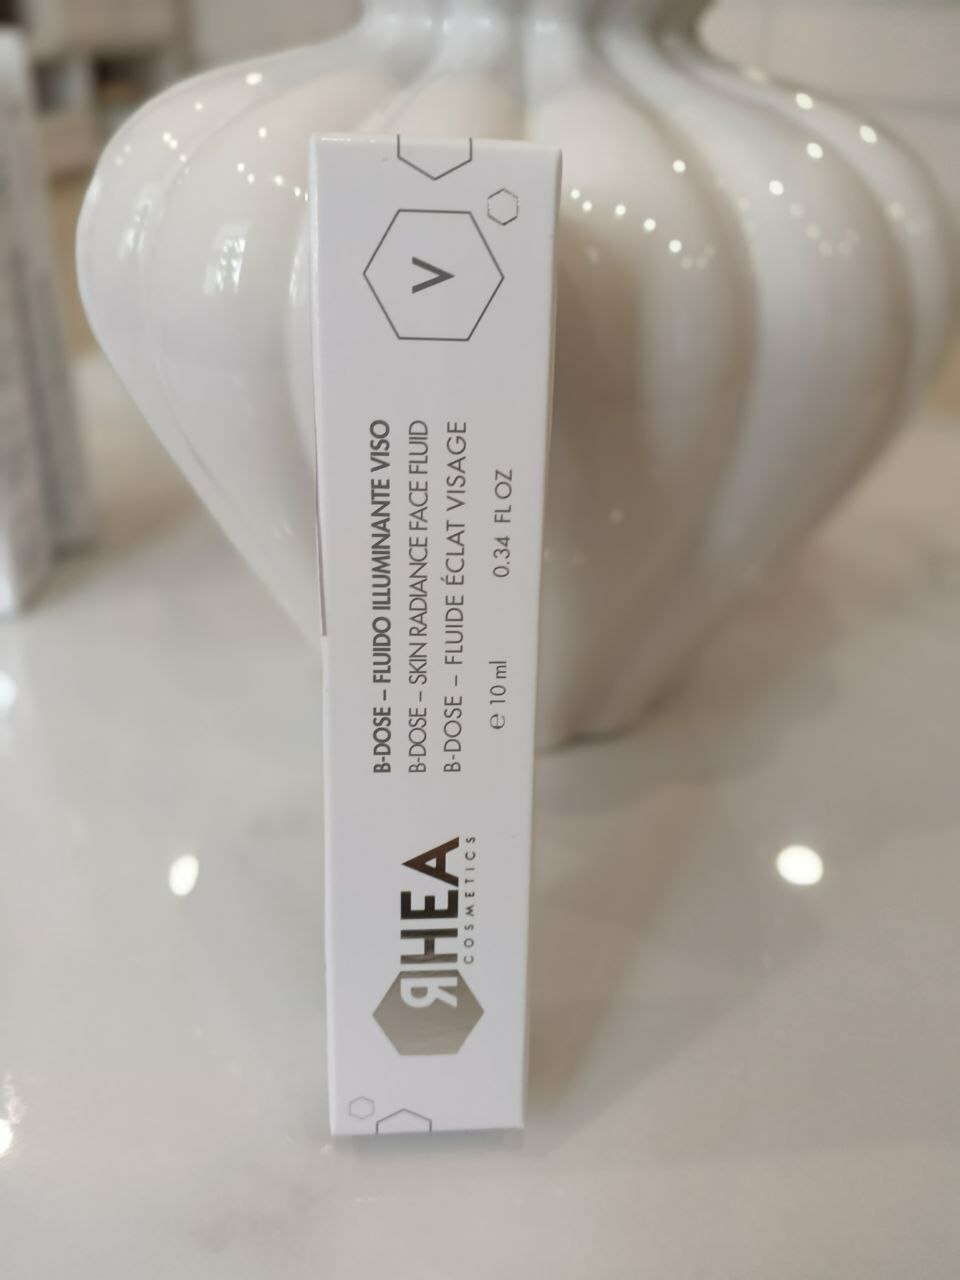 RHEA
COSMETICS
B-DOSE – FLUIDO ILLUMINANTE VISO
B-DOSE – SKIN RADIANCE FACE FLUID
B-DOSE – FLUIDE ÉCLAT VISAGE
℮ 10 ml 0.34 FL OZ
V